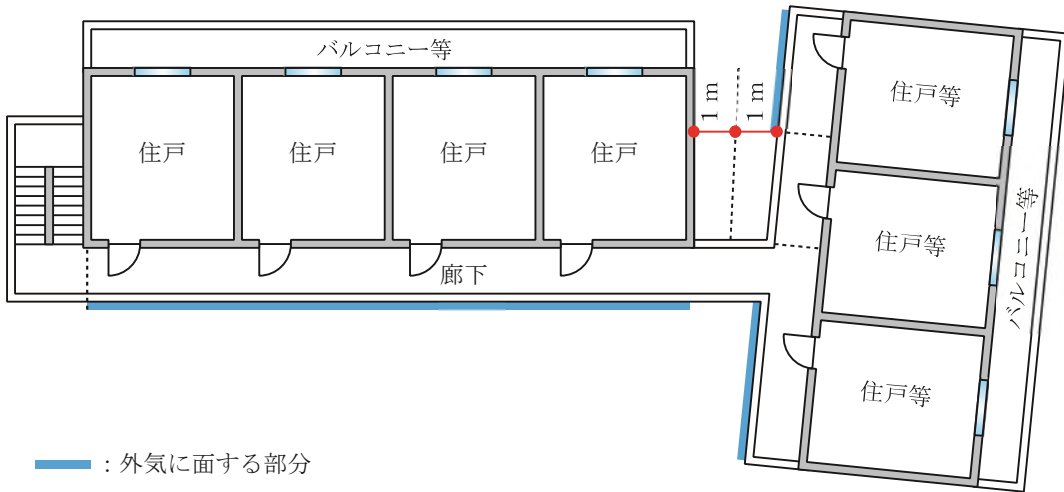 バルコニー等
住戸
住戸
住戸
住戸
1 m
1 m
住戸等
住戸等
住戸等
バルコニー等
廊下
：外気に面する部分